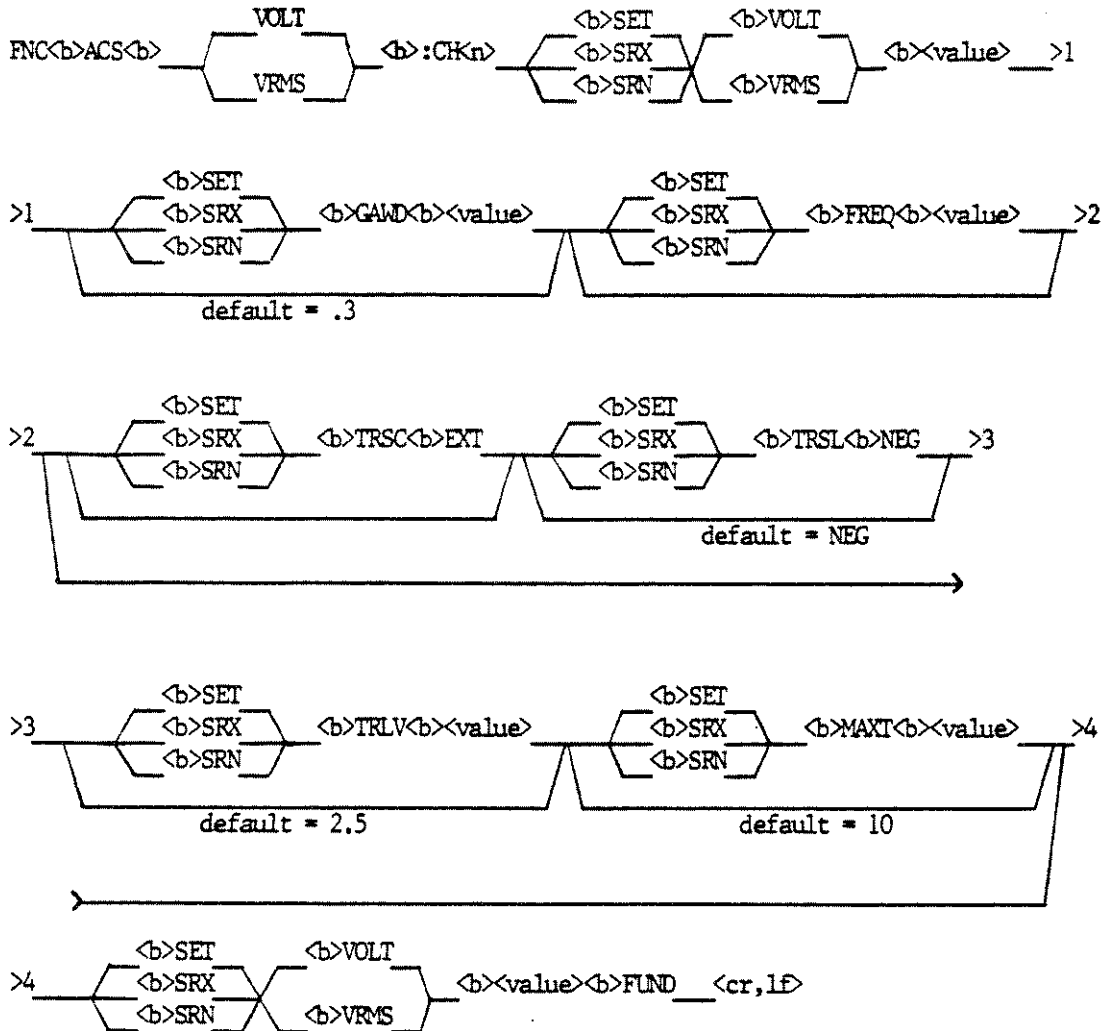 VOLT <b>SET <b>VOLT
FNC<b>ACS<b> <b>:CH<n> <b>SRX <b><value> >1
VRMS <b>SRN <b>VRMS
<b>SET <b>SET
>1 <b>SRX <b>GAWD<b><value> <b>SRX <b>FREQ<b><value> >2
<b>SRN <b>SRN
default = .3
<b>SET <b>SET
>2 <b>SRX <b>TRSC<b>EXT <b>SRX <b>TRSL<b>NEG >3
<b>SRN <b>SRN
default = NEG
<b>SET <b>SET
>3 <b>SRX <b>TRLV<b><value> <b>SRX <b>MAXT<b><value> >4
<b>SRN <b>SRN
default = 2.5 default = 10
<b>SET <b>VOLT
>4 <b>SRX <b><value><b>FUND <cr,lf>
<b>SRN <b>VRMS